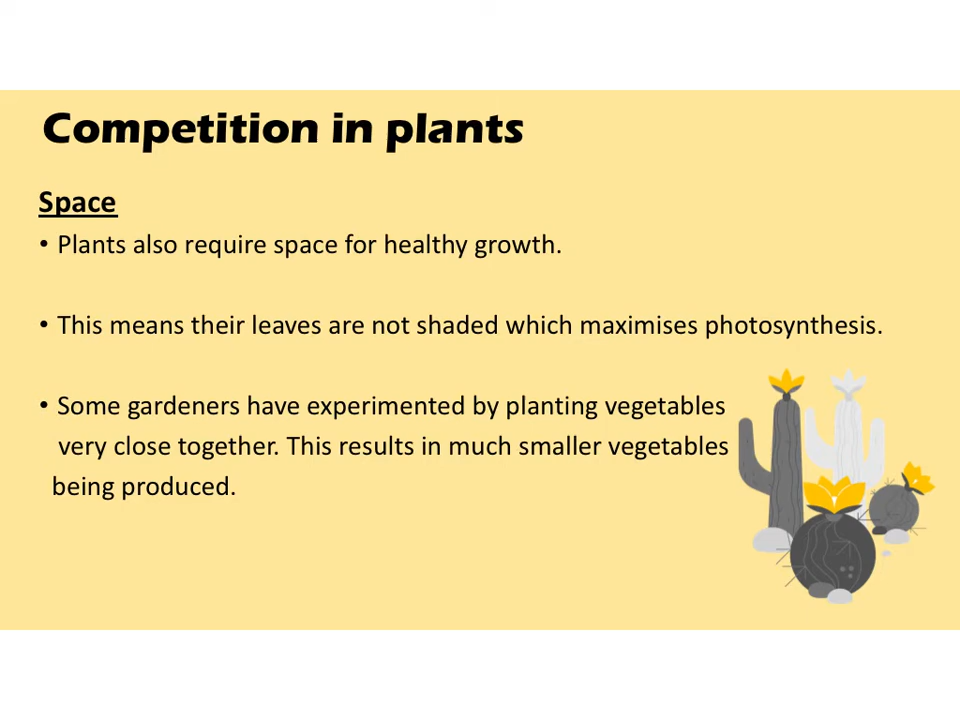 Competition in plants
Space
• Plants also require space for healthy growth.
• This means their leaves are not shaded which maximises photosynthesis.
• Some gardeners have experimented by planting vegetables
very close together. This results in much smaller vegetables
being produced.